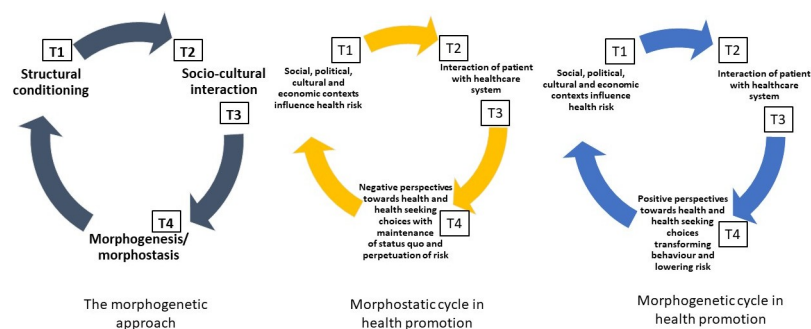 T1
Structural
conditioning
T2
Socio-cultural
interaction
T3
T4
Morphogenesis/
morphostasis
The morphogenetic
approach
T1
Social, political,
cultural and
economic contexts
influence health risk
T2
Interaction of patient
with healthcare
system
T3
Negative perspectives
towards health and
health seeking
choices with
maintenance
of status quo and
perpetuation of risk
T4
Morphostatic cycle in
health promotion
T1
Social, political,
cultural and economic
contexts influence
health risk
T2
Interaction of patient
with healthcare
system
T3
Positive perspectives
towards health and
health seeking
choices
transforming
behaviour and
lowering risk
T4
Morphogenetic cycle in
health promotion